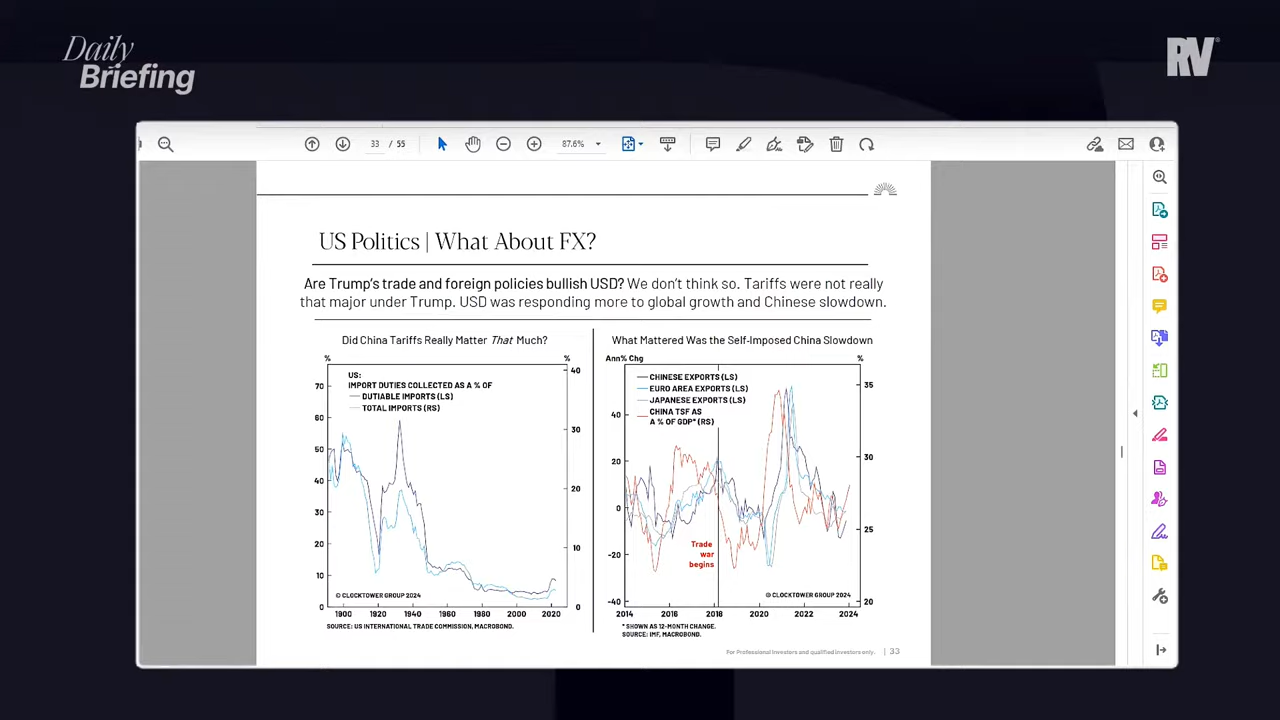 Daily
Briefing
RV
33 / 55
87.6%
US Politics | What About FX?
Are Trump's trade and foreign policies bullish USD? We don't think so. Tariffs were not really
that major under Trump. USD was responding more to global growth and Chinese slowdown.
Did China Tariffs Really Matter That Much?
% %
US:
IMPORT DUTIES COLLECTED AS A % OF
DUTIABLE IMPORTS (LS)
TOTAL IMPORTS (RS)
70
60
50
40
30
20
10
0
40
30
20
10
0
© CLOCKTOWER GROUP 2024
1900 1920 1940 1960 1980 2000 2020
SOURCE: US INTERNATIONAL TRADE COMMISSION, MACROBOND.
What Mattered Was the Self-Imposed China Slowdown
Ann% Chg %
CHINESE EXPORTS (LS)
EURO AREA EXPORTS (LS)
JAPANESE EXPORTS (LS)
CHINA TSF AS
A % OF GDP* (RS)
40
20
0
-20
-40
35
30
25
20
Trade
war
begins
© CLOCKTOWER GROUP 2024
2014 2016 2018 2020 2022 2024
* SHOWN AS 12-MONTH CHANGE.
SOURCE: IMF, MACROBOND.
For Professional Investors and qualified investors only. | 33